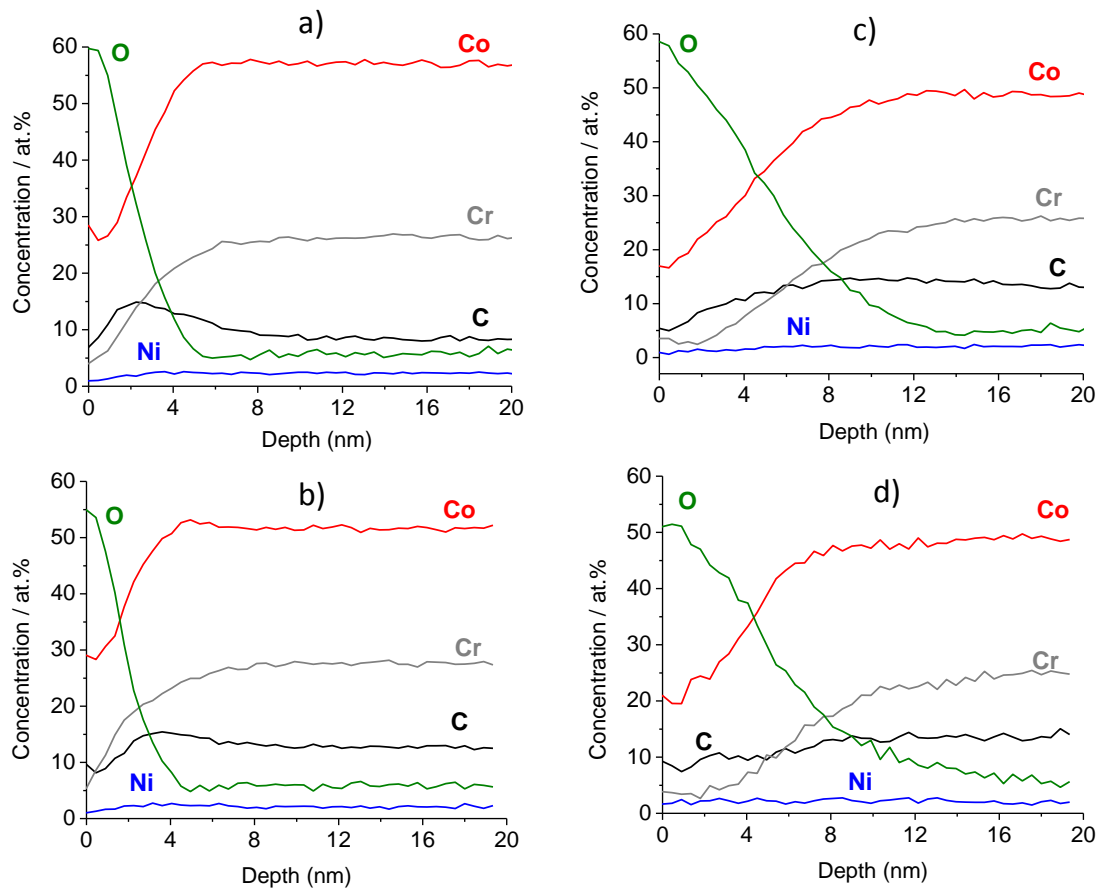 a)
60
50
40
30
20
10
0
Concentration / at.%
O
Co
Cr
C
Ni
0 4 8 12 16 20
Depth (nm)
c)
60
50
40
30
20
10
0
Concentration / at.%
O
Co
Cr
C
Ni
0 4 8 12 16 20
Depth (nm)
b)
60
50
40
30
20
10
0
Concentration / at.%
O
Co
Cr
C
Ni
0 4 8 12 16 20
Depth (nm)
d)
60
50
40
30
20
10
0
Concentration / at.%
O
Co
Cr
C
Ni
0 4 8 12 16 20
Depth (nm)